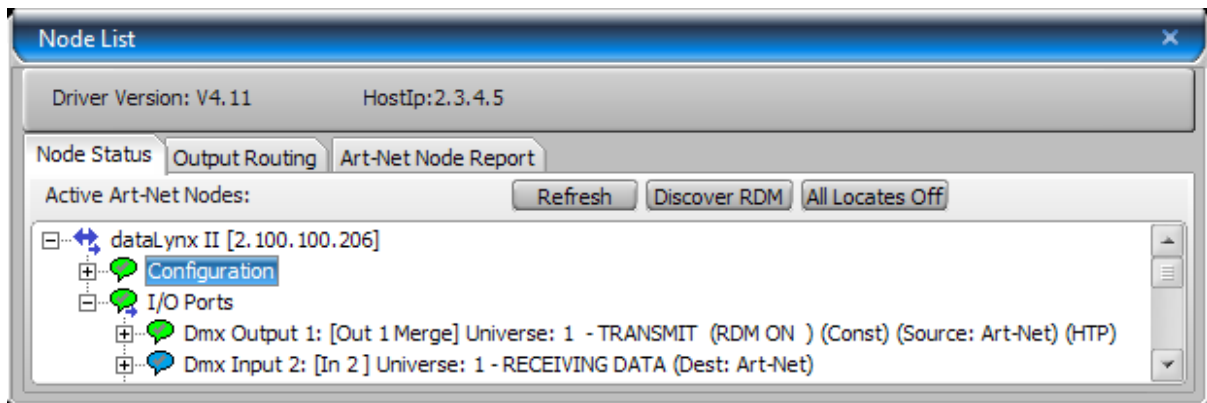 Node List
Driver Version: V4.11 HostIp:2.3.4.5
Node Status Output Routing Art-Net Node Report
Active Art-Net Nodes: Refresh Discover RDM All Locates Off
dataLynx II [2.100.100.206]
Configuration
I/O Ports
Dmx Output 1: [Out 1 Merge] Universe: 1 - TRANSMIT (RDM ON ) (Const) (Source: Art-Net) (HTP)
Dmx Input 2: [In 2 ] Universe: 1 - RECEIVING DATA (Dest: Art-Net)